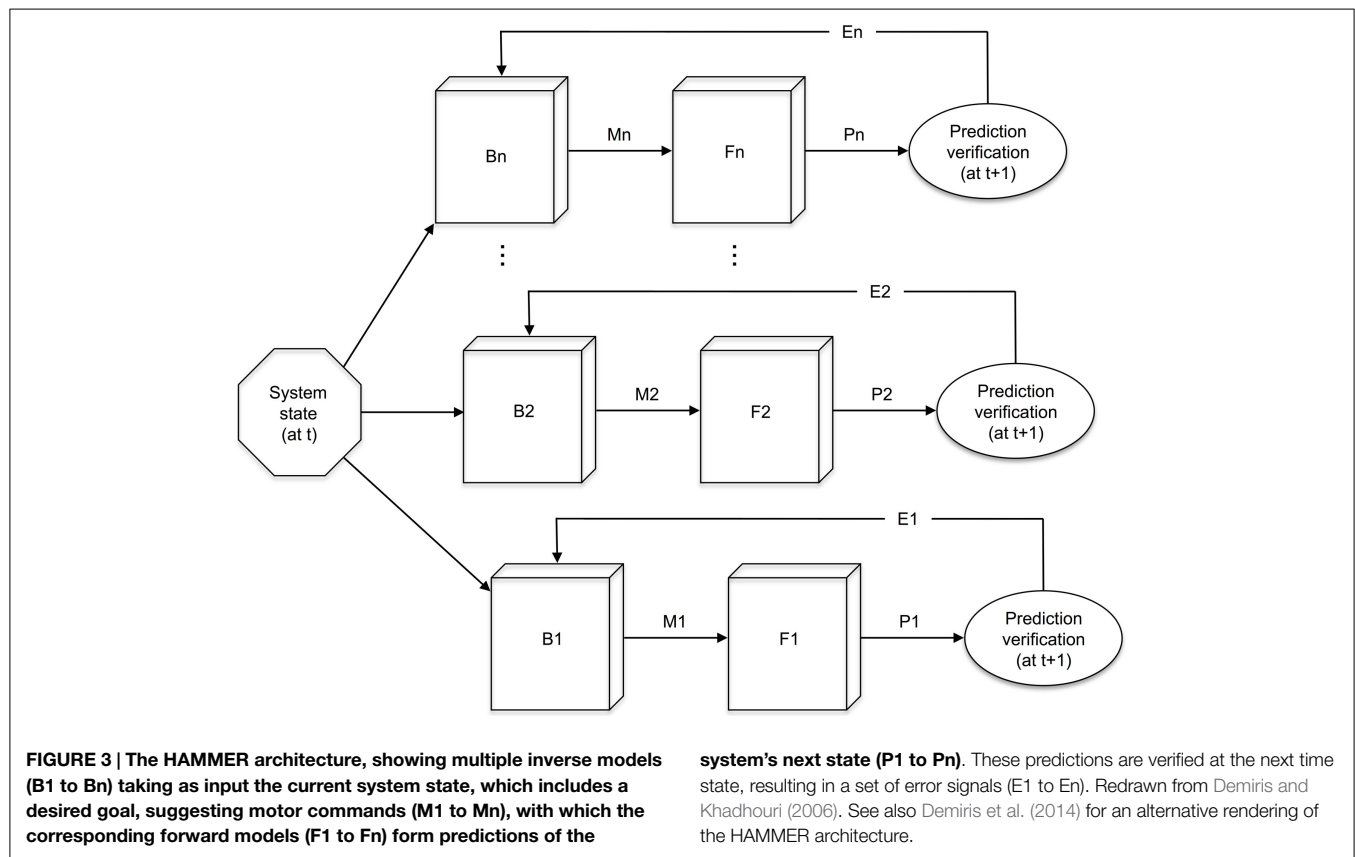 En
Bn
Mn
Fn
Pn
Prediction
verification
(at t+1)
⋮
⋮
E2
System
state
(at t)
B2
M2
F2
P2
Prediction
verification
(at t+1)
E1
B1
M1
F1
P1
Prediction
verification
(at t+1)
FIGURE 3 | The HAMMER architecture, showing multiple inverse models
(B1 to Bn) taking as input the current system state, which includes a
desired goal, suggesting motor commands (M1 to Mn), with which the
corresponding forward models (F1 to Fn) form predictions of the
system's next state (P1 to Pn). These predictions are verified at the next time
state, resulting in a set of error signals (E1 to En). Redrawn from Demiris and
Khadhouri (2006). See also Demiris et al. (2014) for an alternative rendering of
the HAMMER architecture.